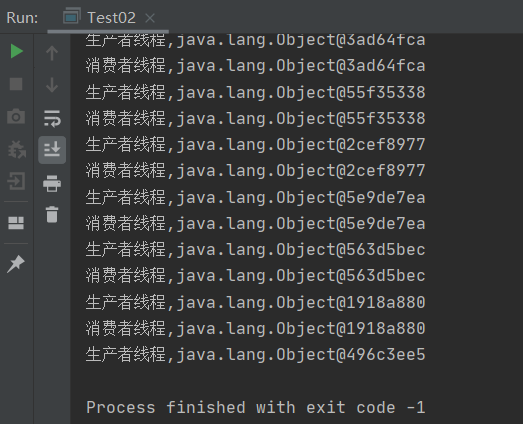 Run: Test02
生产者线程,java.lang.Object@3ad64fca
消费者线程,java.lang.Object@3ad64fca
生产者线程,java.lang.Object@55f35338
消费者线程,java.lang.Object@55f35338
生产者线程,java.lang.Object@2cef8977
消费者线程,java.lang.Object@2cef8977
生产者线程,java.lang.Object@5e9de7ea
消费者线程,java.lang.Object@5e9de7ea
生产者线程,java.lang.Object@563d5bec
消费者线程,java.lang.Object@563d5bec
生产者线程,java.lang.Object@1918a880
消费者线程,java.lang.Object@1918a880
生产者线程,java.lang.Object@496c3ee5
Process finished with exit code -1